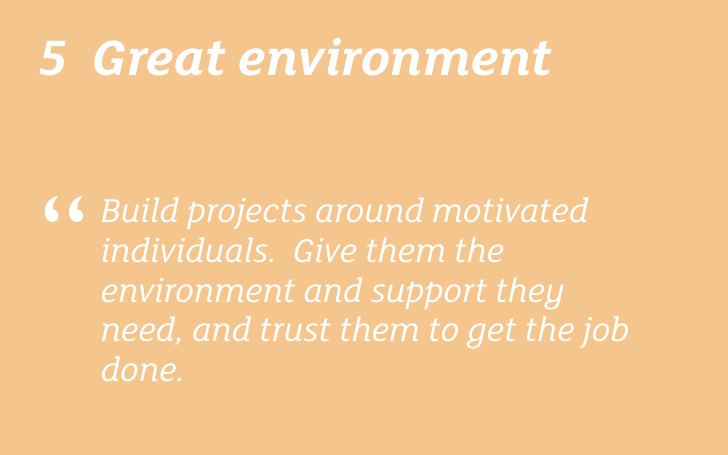 5 Great environment
“ Build projects around motivated
individuals. Give them the
environment and support they
need, and trust them to get the job
done.